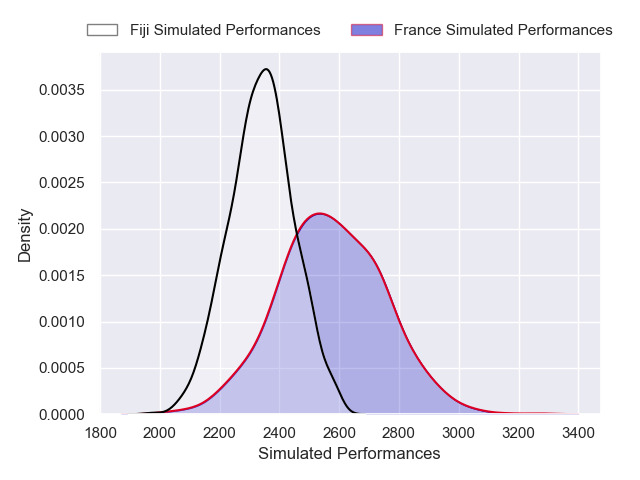 Fiji Simulated Performances France Simulated Performances
0.0035
0.0030
0.0025
0.0020
0.0015
0.0010
0.0005
0.0000
Density
1800 2000 2200 2400 2600 2800 3000 3200 3400
Simulated Performances